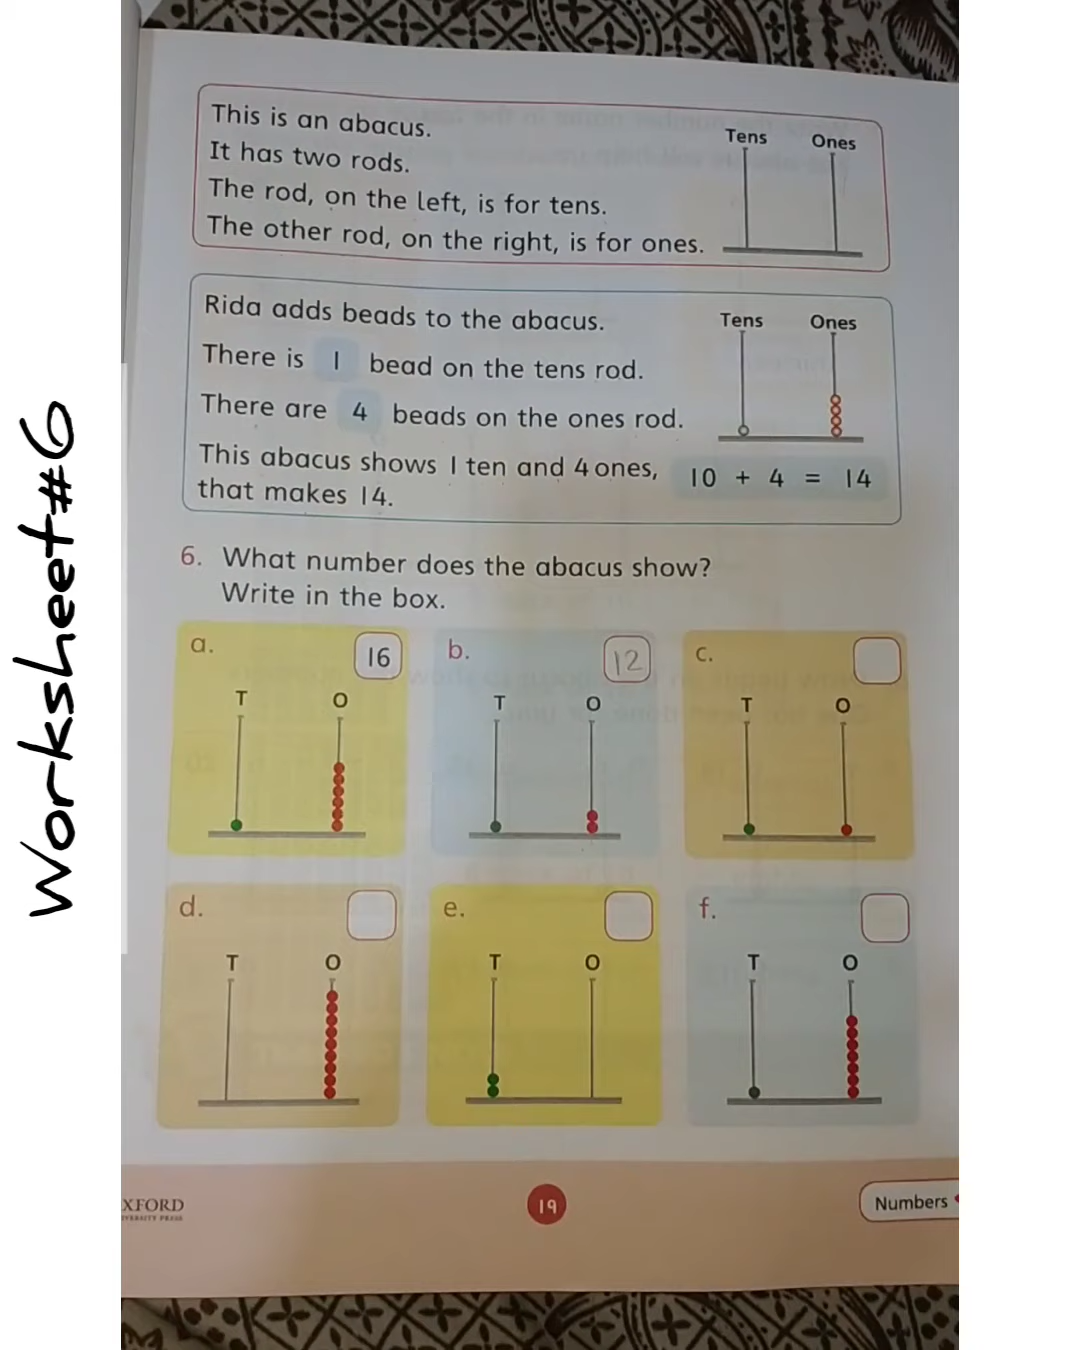 Worksheet#6
This is an abacus.
It has two rods.
The rod, on the left, is for tens.
The other rod, on the right, is for ones.
Tens Ones
Rida adds beads to the abacus.
There is 1 bead on the tens rod.
There are 4 beads on the ones rod.
This abacus shows 1 ten and 4 ones,
that makes 14.
Tens Ones
10 + 4 = 14
6. What number does the abacus show?
Write in the box.
a. 16
T O
b. 12
T O
c.
T O
d.
T O
e.
T O
f.
T O
XFORD
19
Numbers